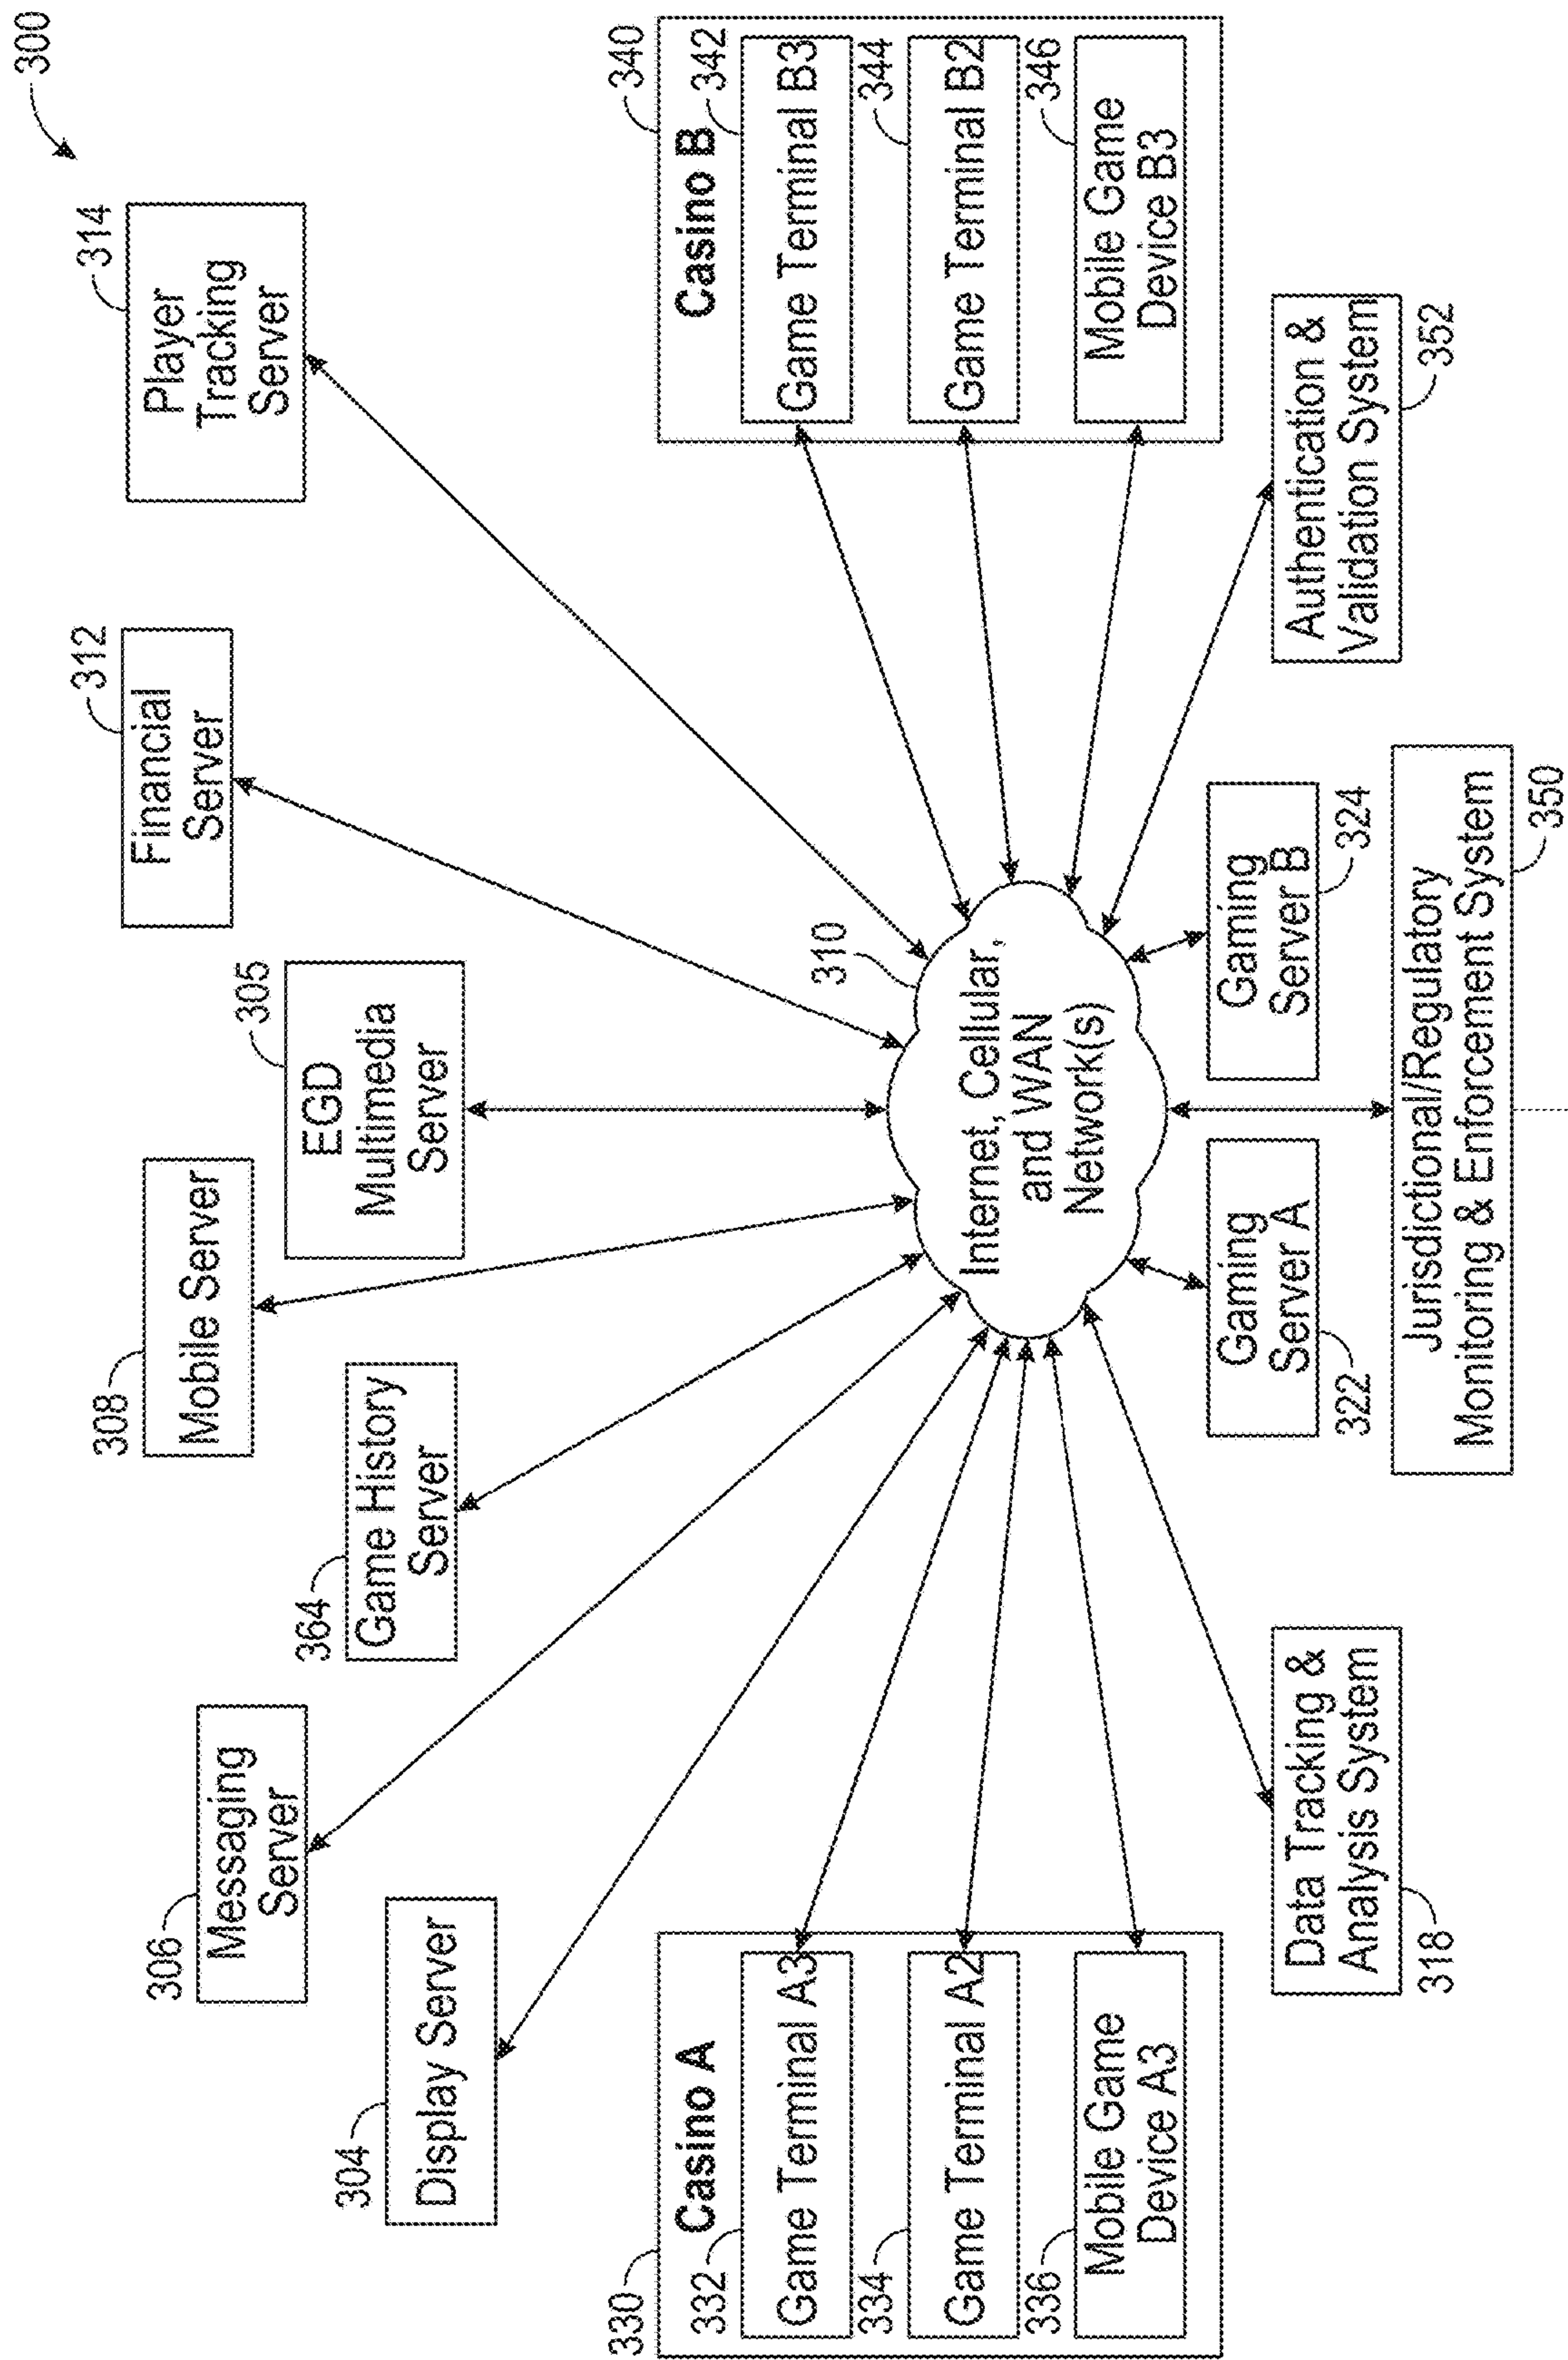 300
314
Player
Tracking
Server
312
Financial
Server
305
EGD
Multimedia
Server
308
Mobile Server
364
Game History
Server
306
Messaging
Server
304
Display Server
310
Internet, Cellular,
and WAN
Network(s)
330
Casino A
332
Game Terminal A3
334
Game Terminal A2
336
Mobile Game
Device A3
340
Casino B
342
Game Terminal B3
344
Game Terminal B2
346
Mobile Game
Device B3
Data Tracking &
Analysis System
318
Gaming
Server A
322
Gaming
Server B
324
Authentication &
Validation System
352
Jurisdictional/Regulatory
Monitoring & Enforcement System
350